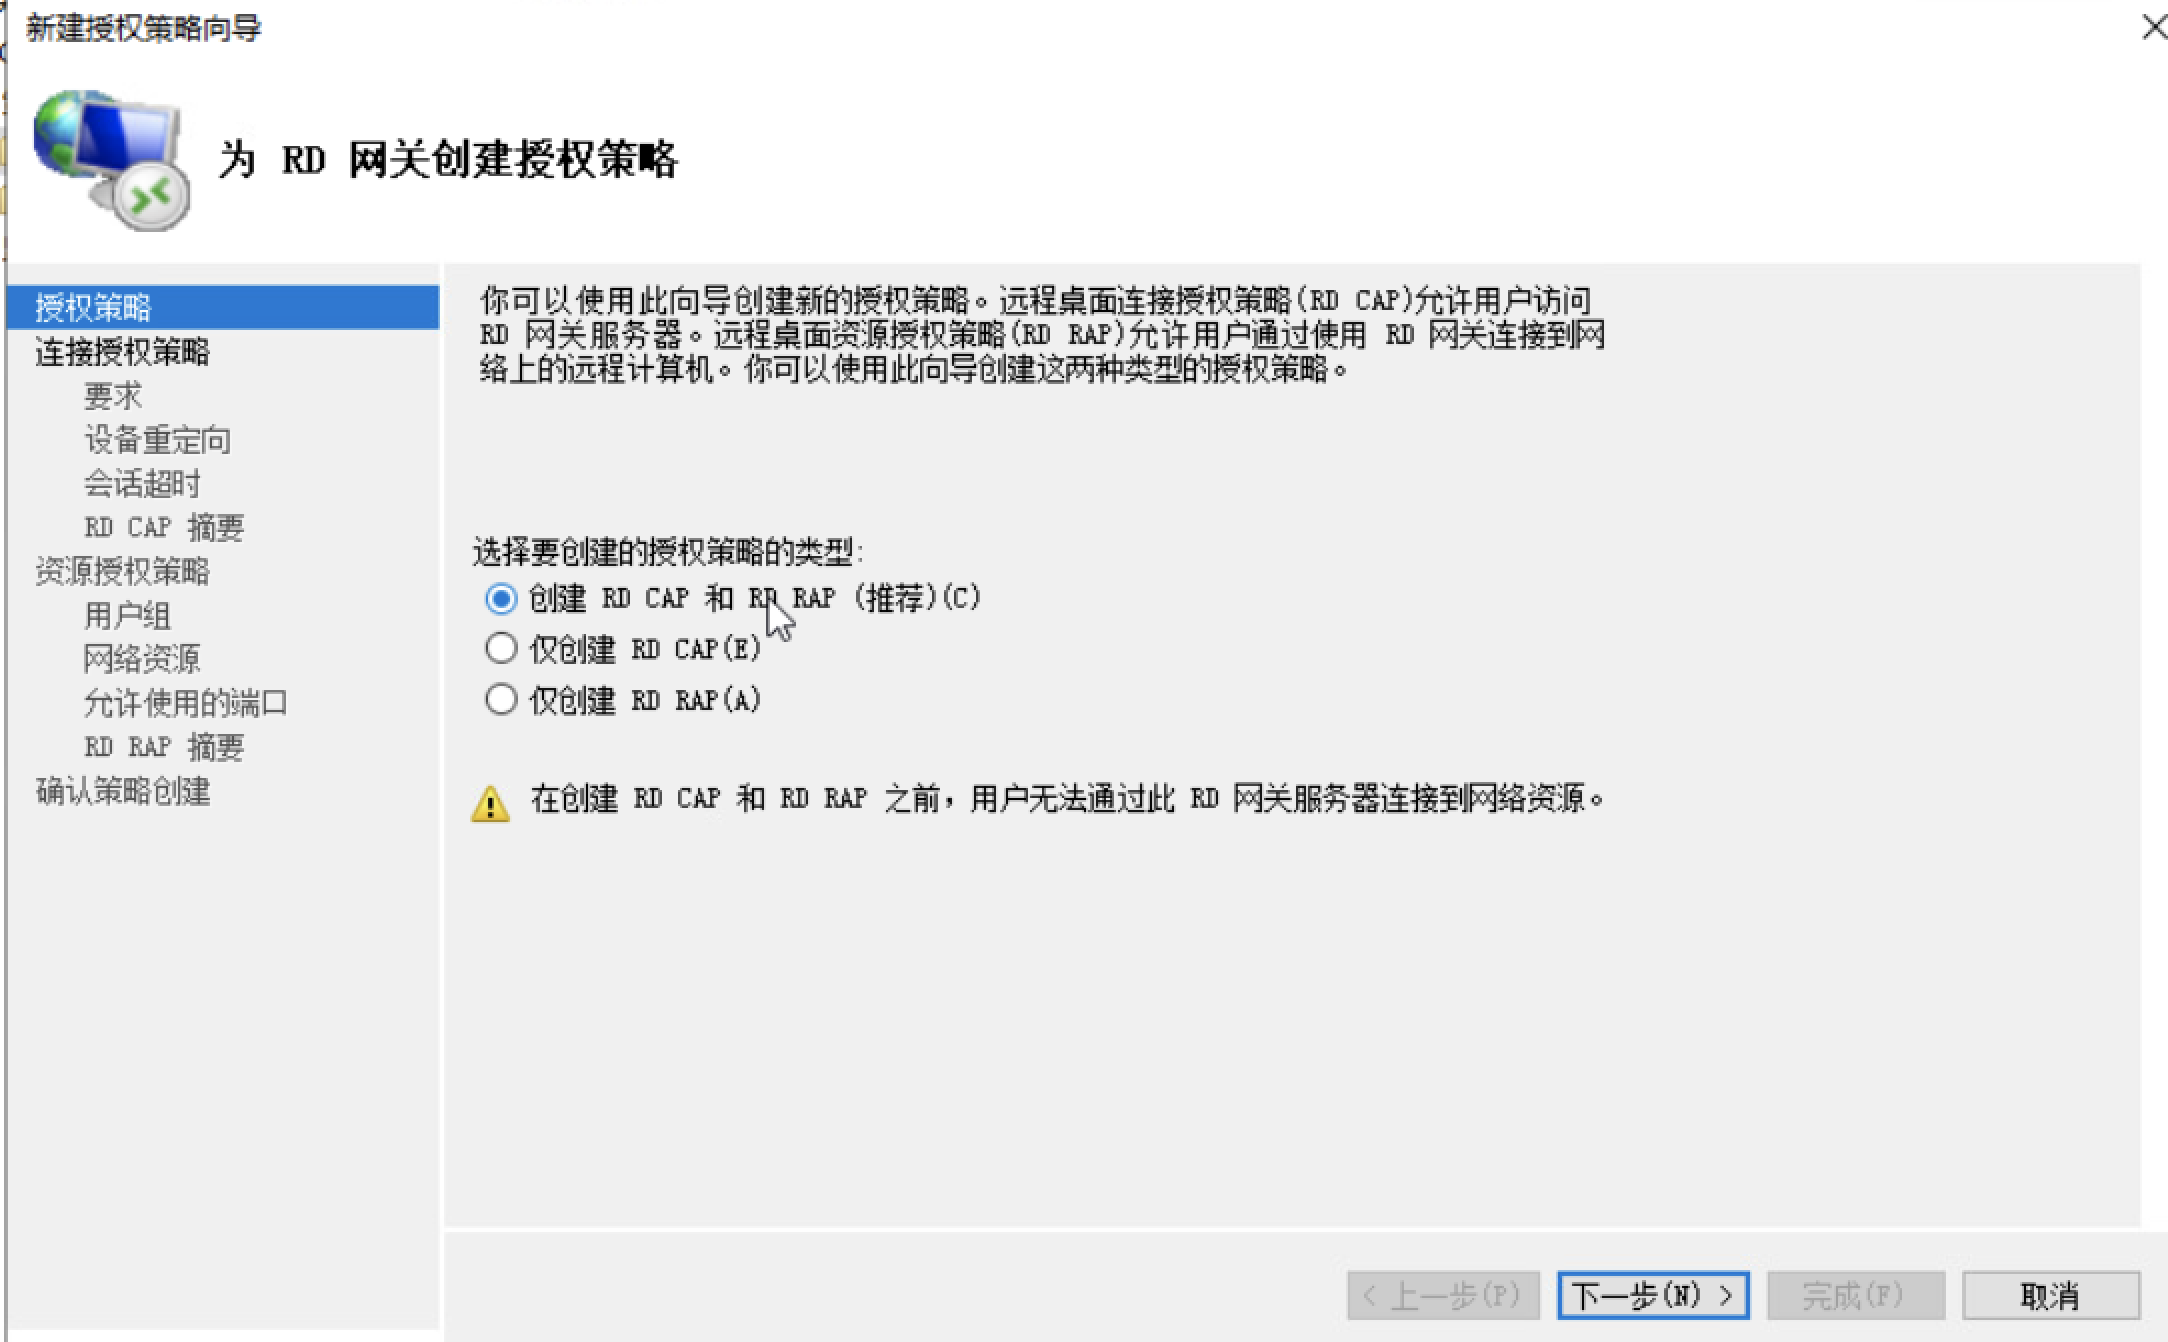 新建授权策略向导
为 RD 网关创建授权策略
授权策略
连接授权策略
要求
设备重定向
会话超时
RD CAP 摘要
资源授权策略
用户组
网络资源
允许使用的端口
RD RAP 摘要
确认策略创建
你可以使用此向导创建新的授权策略。远程桌面连接授权策略(RD CAP)允许用户访问
RD 网关服务器。远程桌面资源授权策略(RD RAP)允许用户通过使用 RD 网关连接到网
络上的远程计算机。你可以使用此向导创建这两种类型的授权策略。
选择要创建的授权策略的类型:
创建 RD CAP 和 RD RAP (推荐)(C)
仅创建 RD CAP(E)
仅创建 RD RAP(A)
在创建 RD CAP 和 RD RAP 之前，用户无法通过此 RD 网关服务器连接到网络资源。
< 上一步(P)
下一步(N) >
完成(F)
取消